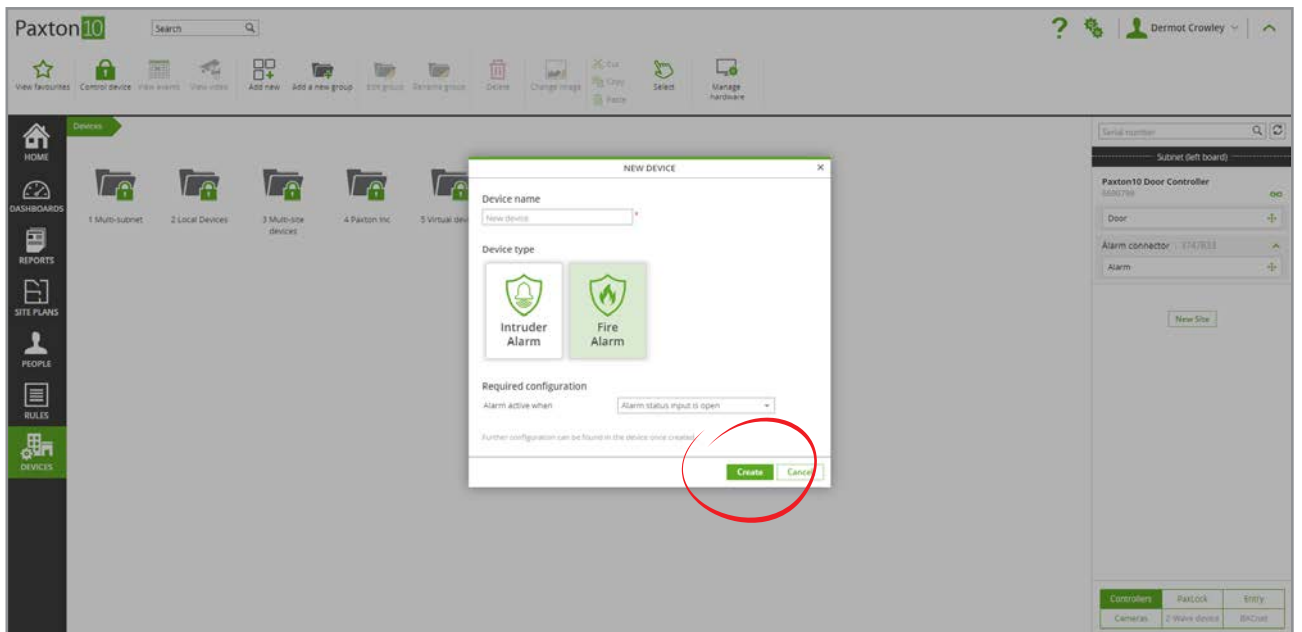 Paxton10
Search
Dermot Crowley
View favourites
Control device
View events
View video
Add new
Add a new group
Edit group
Rename group
Delete
Change image
Cut
Copy
Paste
Select
Manage
hardware
HOME
DASHBOARDS
REPORTS
SITE PLANS
PEOPLE
RULES
DEVICES
Devices
1 Multi-subnet
2 Local Devices
3 Multi-site
devices
4 Paxton Inc
5 Virtual dev
NEW DEVICE
Device name
New device
*
Device type
Intruder
Alarm
Fire
Alarm
Required configuration
Alarm active when
Alarm status input is open
Further configuration can be found in the device once created.
Create
Cancel
Serial number
Subnet (left board)
Paxton10 Door Controller
Door
Alarm connector
Alarm
New Site
Controllers
PaxLock
Entry
Cameras
Z-Wave device
BACnet